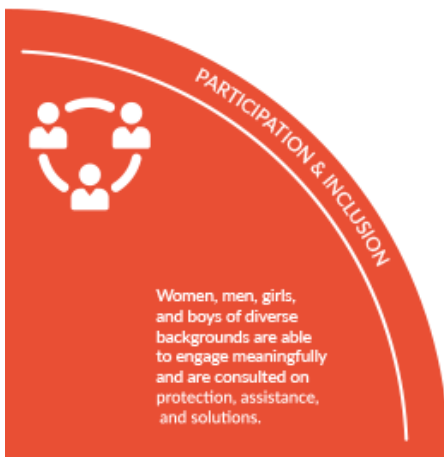 PARTICIPATION & INCLUSION
Women, men, girls,
and boys of diverse
backgrounds are able
to engage meaningfully
and are consulted on
protection, assistance,
and solutions.